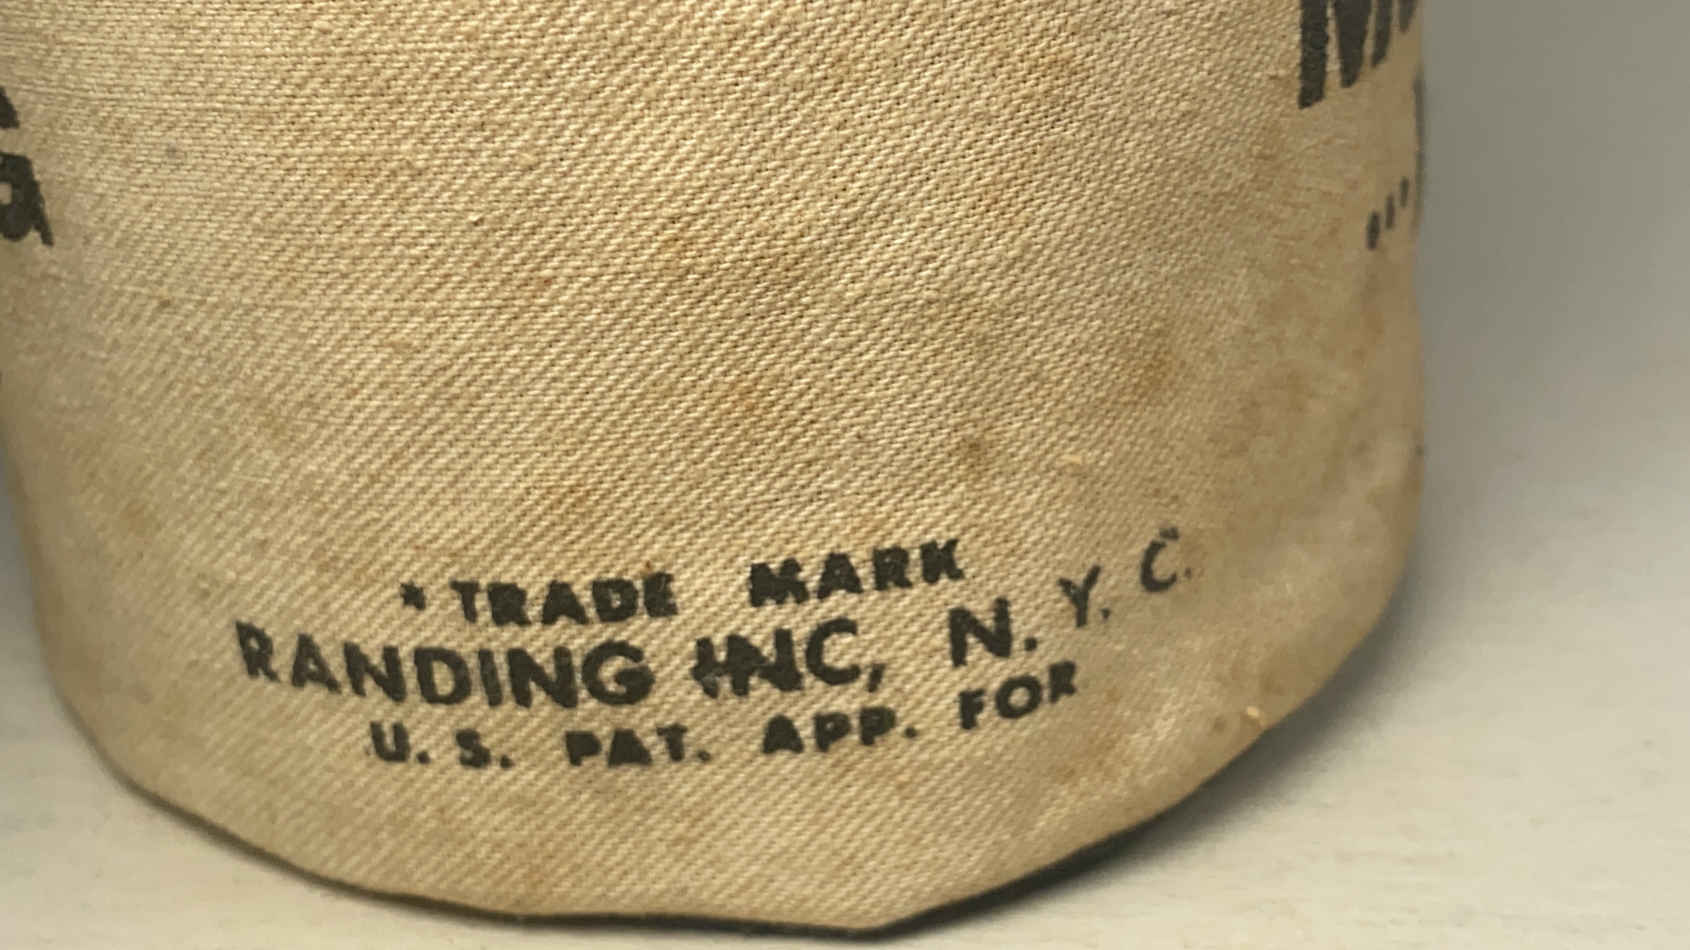 * TRADE MARK
RANDING INC, N. Y. C.
U. S. PAT. APP. FOR